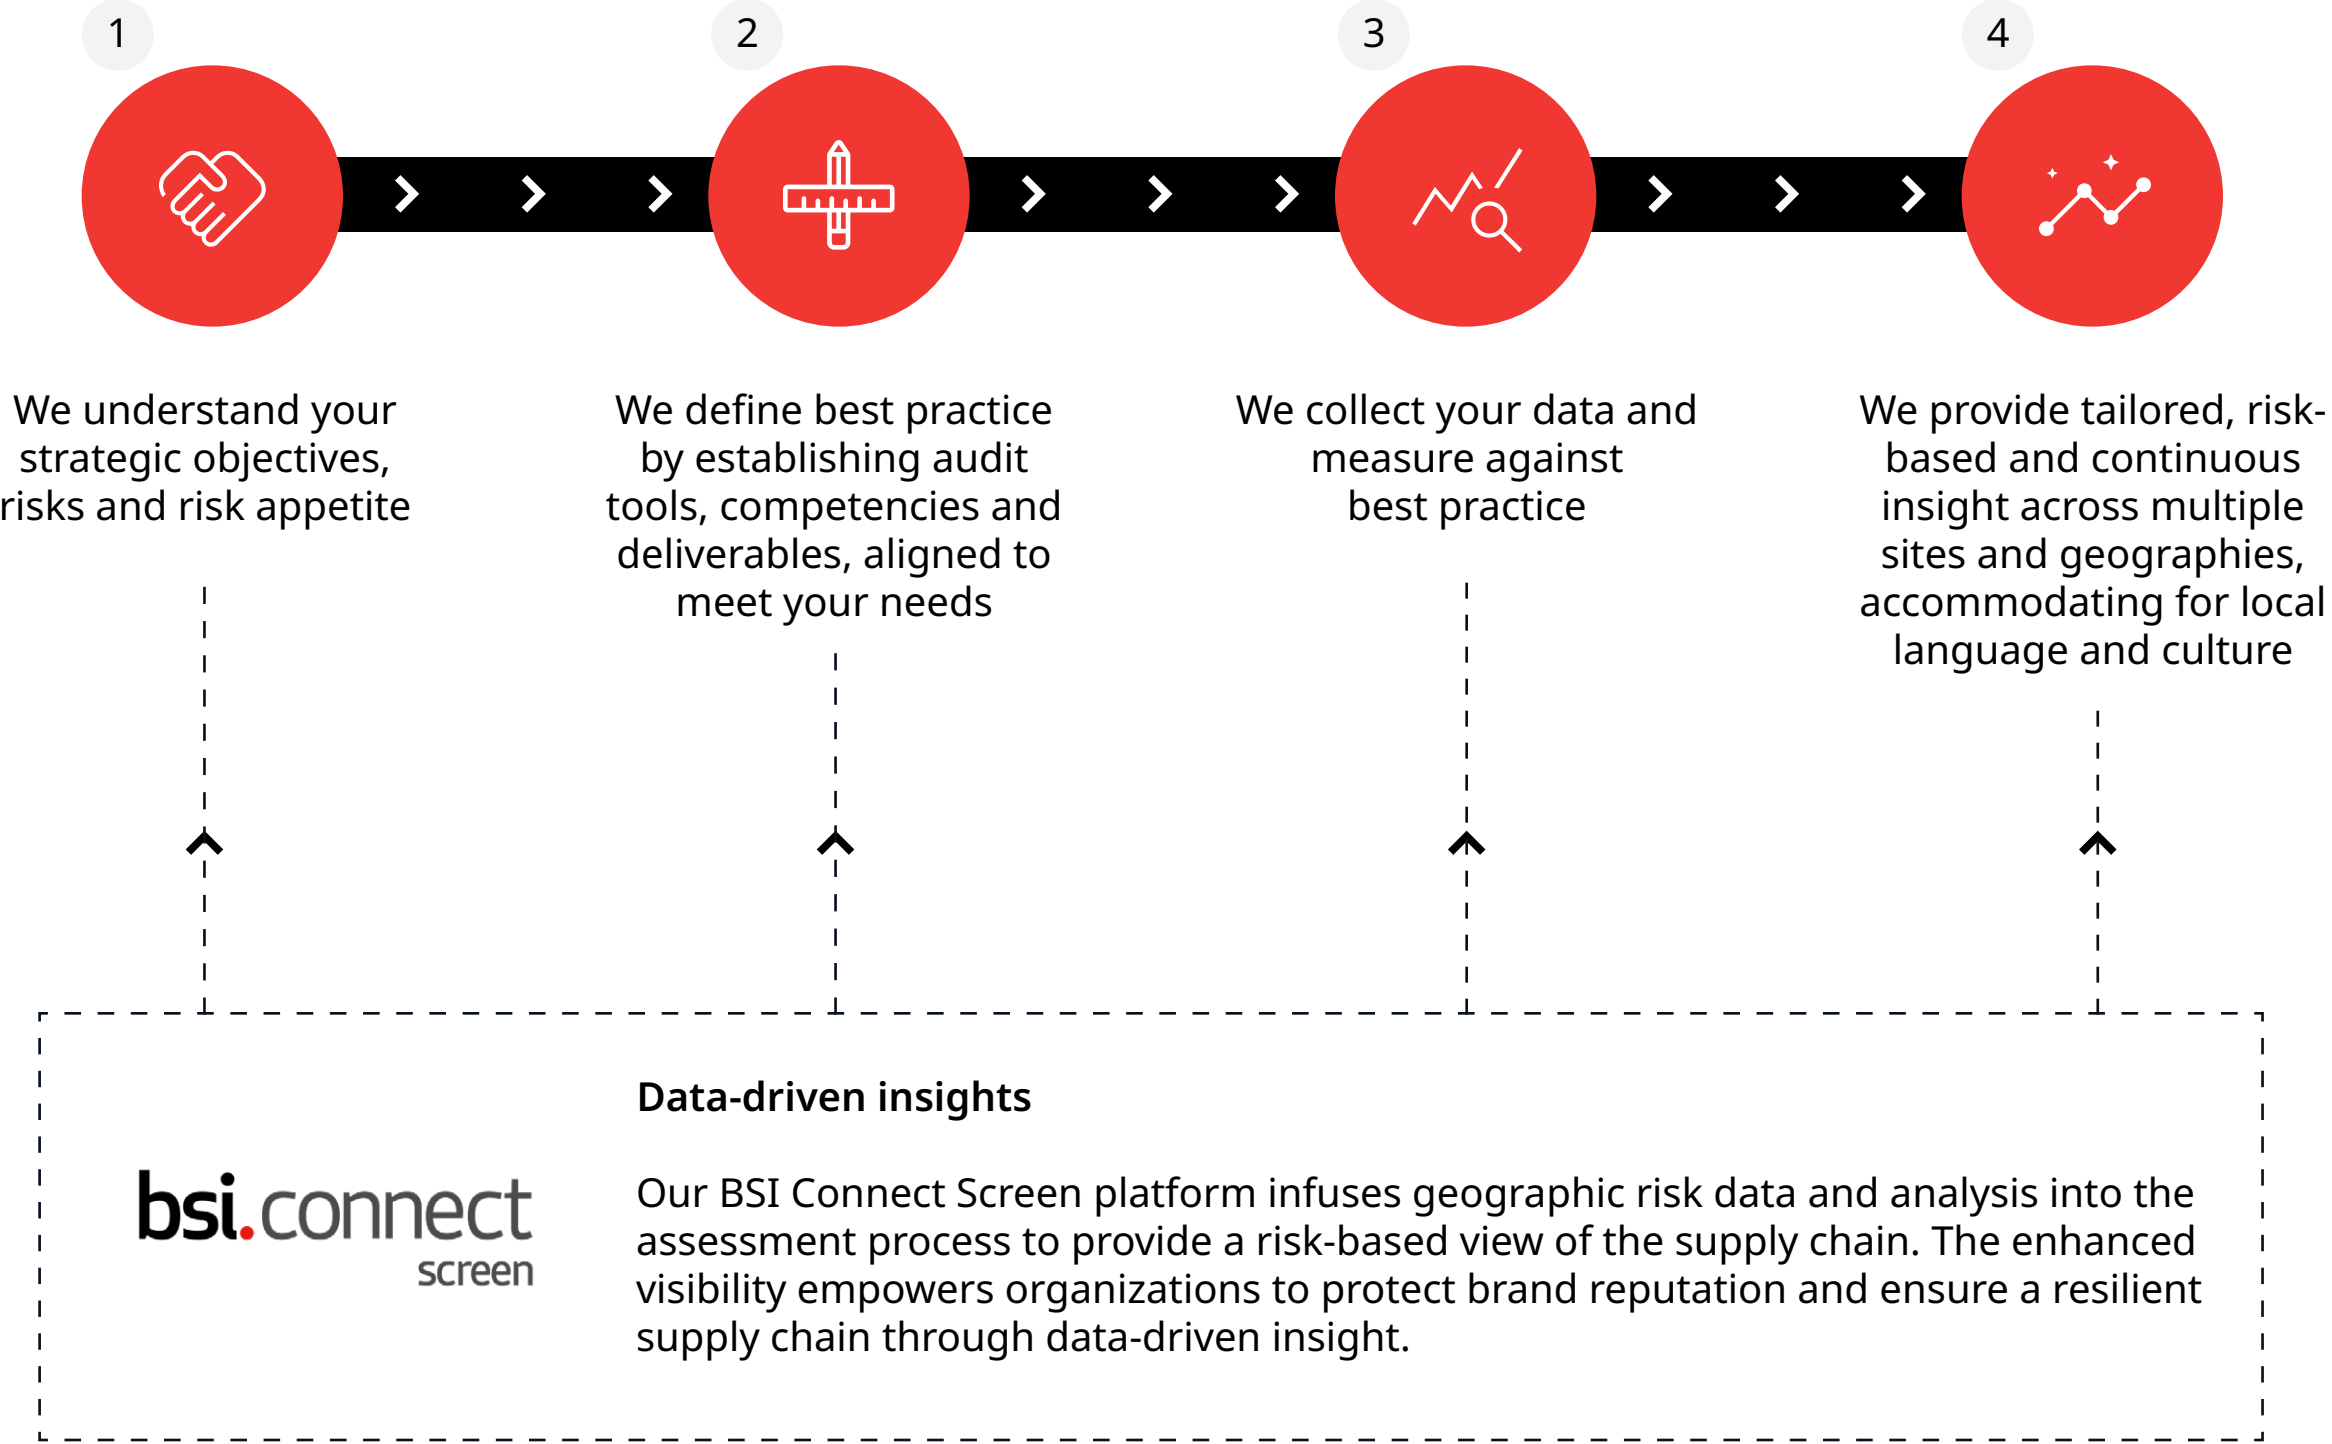 1
2
3
4
We understand your
strategic objectives,
risks and risk appetite
We define best practice
by establishing audit
tools, competencies and
deliverables, aligned to
meet your needs
We collect your data and
measure against
best practice
We provide tailored, risk-
based and continuous
insight across multiple
sites and geographies,
accommodating for local
language and culture
bsi.connect
screen
Data-driven insights
Our BSI Connect Screen platform infuses geographic risk data and analysis into the
assessment process to provide a risk-based view of the supply chain. The enhanced
visibility empowers organizations to protect brand reputation and ensure a resilient
supply chain through data-driven insight.